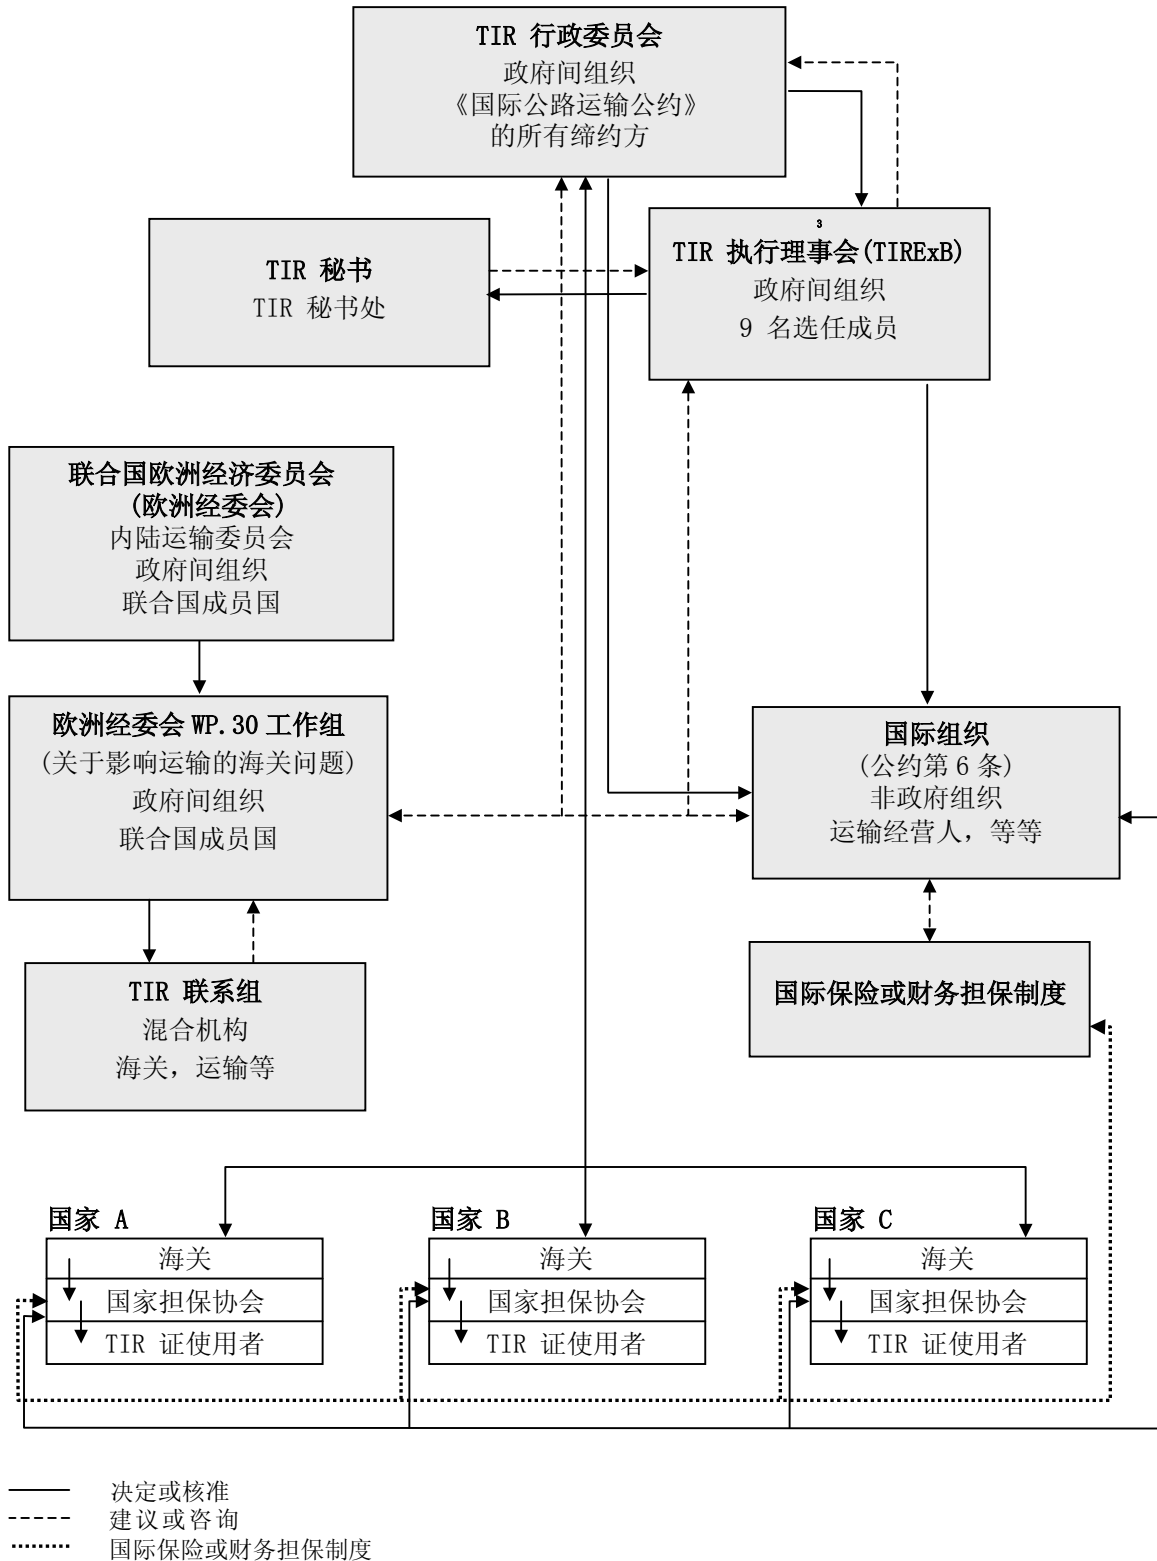 TIR 行政委员会
政府间组织
《国际公路运输公约》
的所有缔约方
3
TIR 执行理事会(TIRExB)
政府间组织
9 名选任成员
TIR 秘书
TIR 秘书处
联合国欧洲经济委员会
(欧洲经委会)
内陆运输委员会
政府间组织
联合国成员国
欧洲经委会 WP.30 工作组
(关于影响运输的海关问题)
政府间组织
联合国成员国
国际组织
(公约第 6 条)
非政府组织
运输经营人，等等
TIR 联系组
混合机构
海关，运输等
国际保险或财务担保制度
国家 A
海关
国家担保协会
TIR 证使用者
国家 B
海关
国家担保协会
TIR 证使用者
国家 C
海关
国家担保协会
TIR 证使用者
决定或核准
建议或咨询
国际保险或财务担保制度